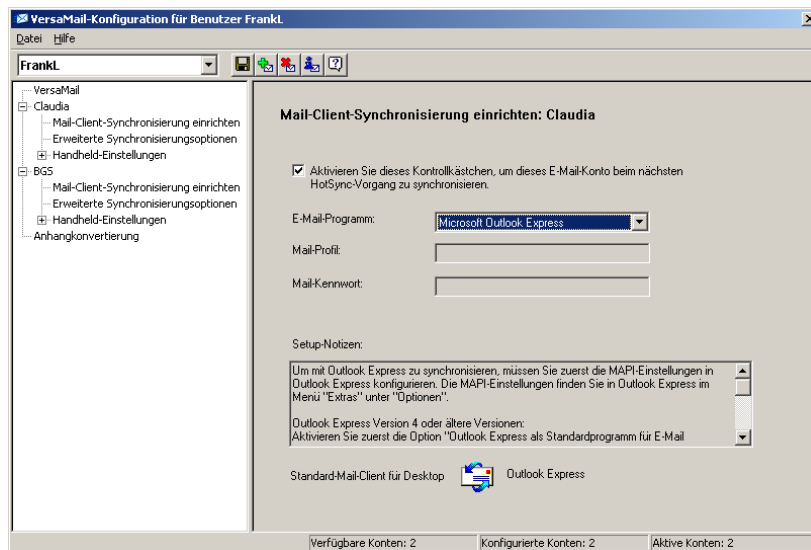 VersaMail-Konfiguration für Benutzer FrankL
Datei Hilfe
FrankL
VersaMail
Claudia
Mail-Client-Synchronisierung einrichten
Erweiterte Synchronisierungsoptionen
Handheld-Einstellungen
BGS
Mail-Client-Synchronisierung einrichten
Erweiterte Synchronisierungsoptionen
Handheld-Einstellungen
Anhangkonvertierung
Mail-Client-Synchronisierung einrichten: Claudia
Aktivieren Sie dieses Kontrollkästchen, um dieses E-Mail-Konto beim nächsten
HotSync-Vorgang zu synchronisieren.
E-Mail-Programm: Microsoft Outlook Express
Mail-Profil:
Mail-Kennwort:
Setup-Notizen:
Um mit Outlook Express zu synchronisieren, müssen Sie zuerst die MAPI-Einstellungen in
Outlook Express konfigurieren. Die MAPI-Einstellungen finden Sie in Outlook Express im
Menü "Extras" unter "Optionen".
Outlook Express Version 4 oder ältere Versionen:
Aktivieren Sie zuerst die Option "Outlook Express als Standardprogramm für E-Mail
Standard-Mail-Client für Desktop Outlook Express
Verfügbare Konten: 2 Konfigurierte Konten: 2 Aktive Konten: 2